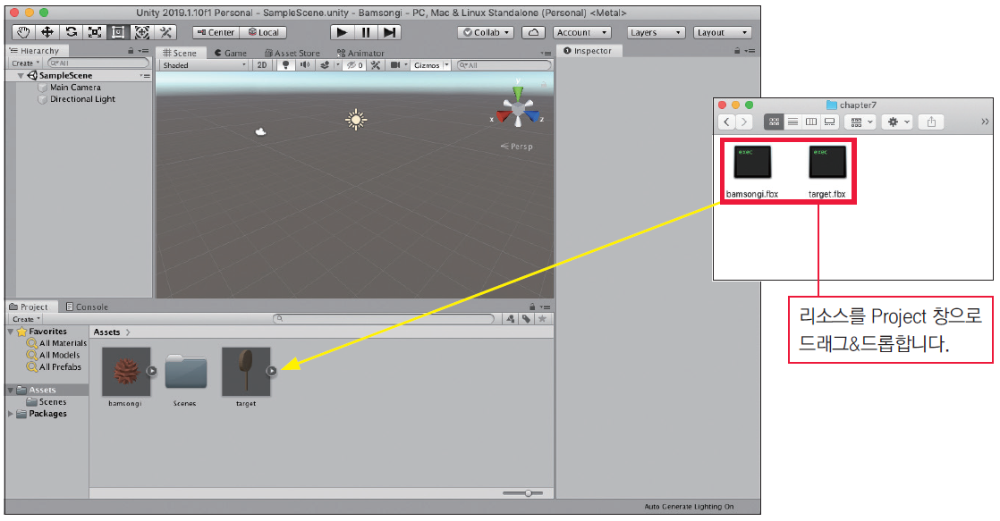 Unity 2019.1.10f1 Personal - SampleScene.unity - Bamsongi - PC, Mac & Linux Standalone (Personal) <Metal>
Center Local Collab Account Layers Layout
Hierarchy
Create All
SampleScene
Main Camera
Directional Light
Scene Game Asset Store Animator
Shaded 2D 0 Gizmos All
y
x z
Persp
Inspector
chapter7
exec exec
bamsongi.fbx target.fbx
리소스를 Project 창으로
드래그&드롭합니다.
Project Console
Create
Favorites
All Materials
All Models
All Prefabs
Assets
Scenes
Packages
Assets
bamsongi Scenes target
Auto Generate Lighting On